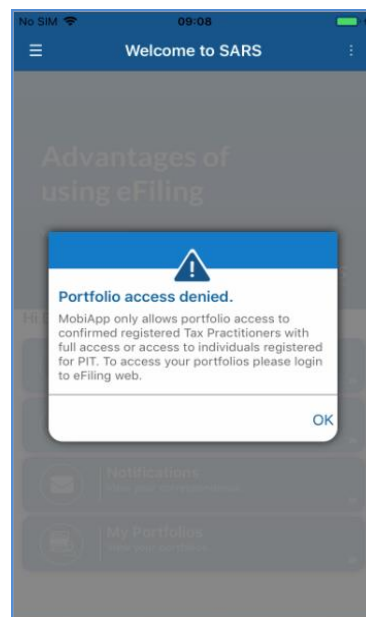 No SIM 09:08
Welcome to SARS
Advantages of
using eFiling
Portfolio access denied.
MobiApp only allows portfolio access to
confirmed registered Tax Practitioners with
full access or access to individuals registered
for PIT. To access your portfolios please login
to eFiling web.
OK
Notifications
My Portfolios